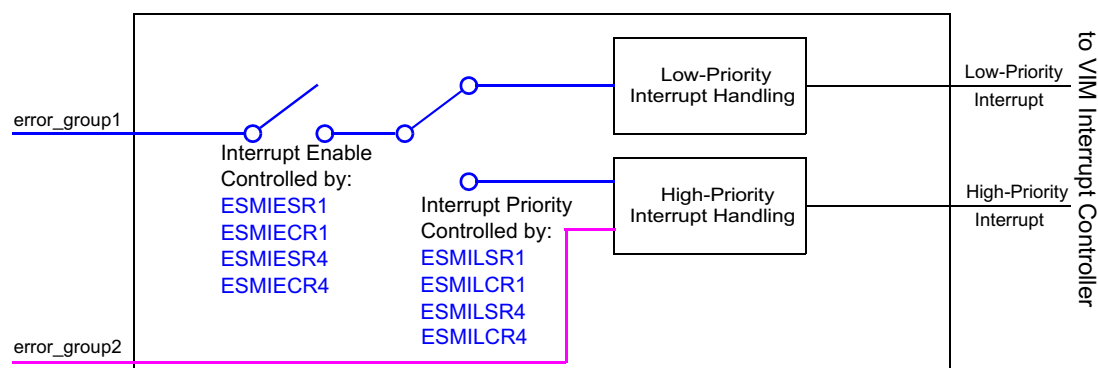 error_group1
Interrupt Enable
Controlled by:
ESMIESR1
ESMIECR1
ESMIESR4
ESMIECR4
Interrupt Priority
Controlled by:
ESMILSR1
ESMILCR1
ESMILSR4
ESMILCR4
error_group2
Low-Priority
Interrupt Handling
High-Priority
Interrupt Handling
Low-Priority
Interrupt
High-Priority
Interrupt
to VIM Interrupt Controller